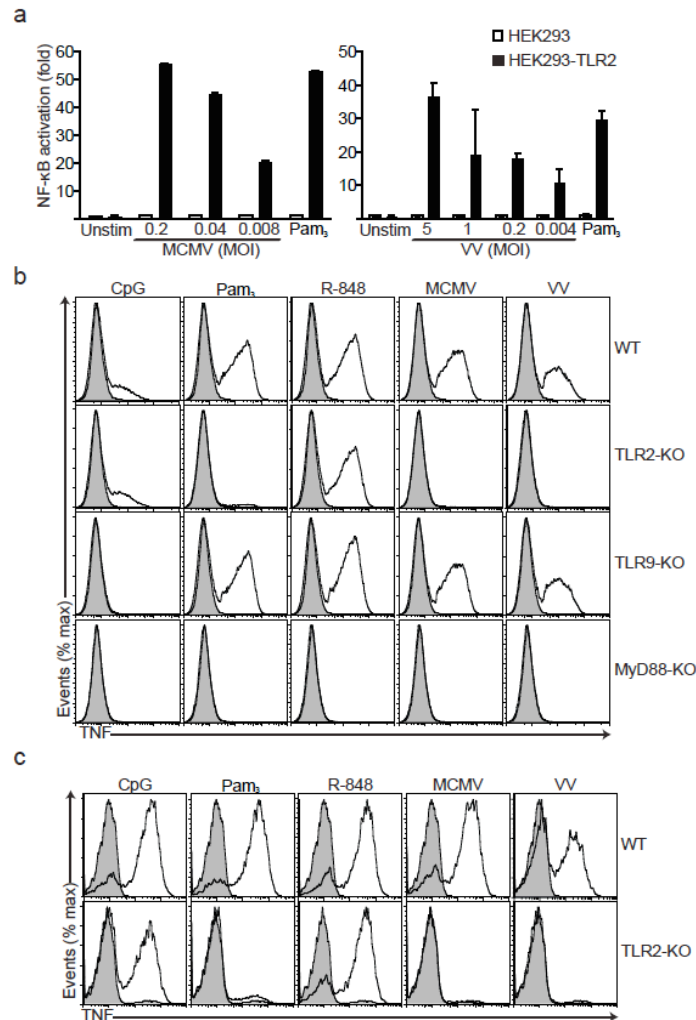 a
HEK293
HEK293-TLR2
NF-κB activation (fold)
60
50
40
30
20
10
50
40
30
20
10
Unstim 0.2 0.04 0.008 Pam₃
MCMV (MOI)
Unstim 5 1 0.2 0.004 Pam₃
VV (MOI)
b
CpG Pam₃ R-848 MCMV VV
WT
TLR2-KO
TLR9-KO
MyD88-KO
Events (% max)
TNF
c
CpG Pam₃ R-848 MCMV VV
WT
TLR2-KO
Events (% max)
TNF